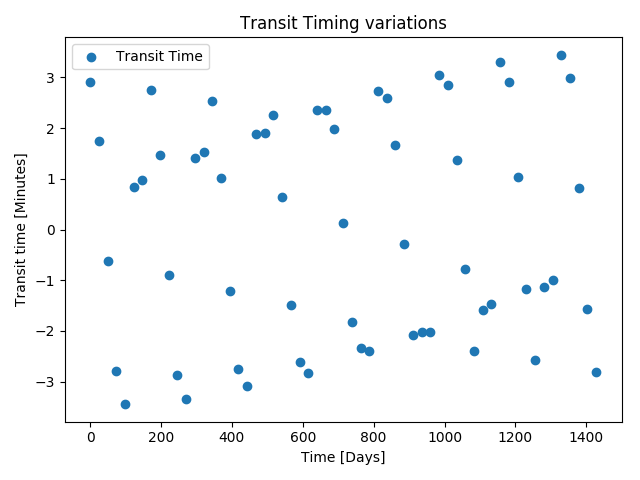 Transit Timing variations
Transit Time
3
2
1
0
−1
−2
−3
Transit time [Minutes]
0 200 400 600 800 1000 1200 1400
Time [Days]